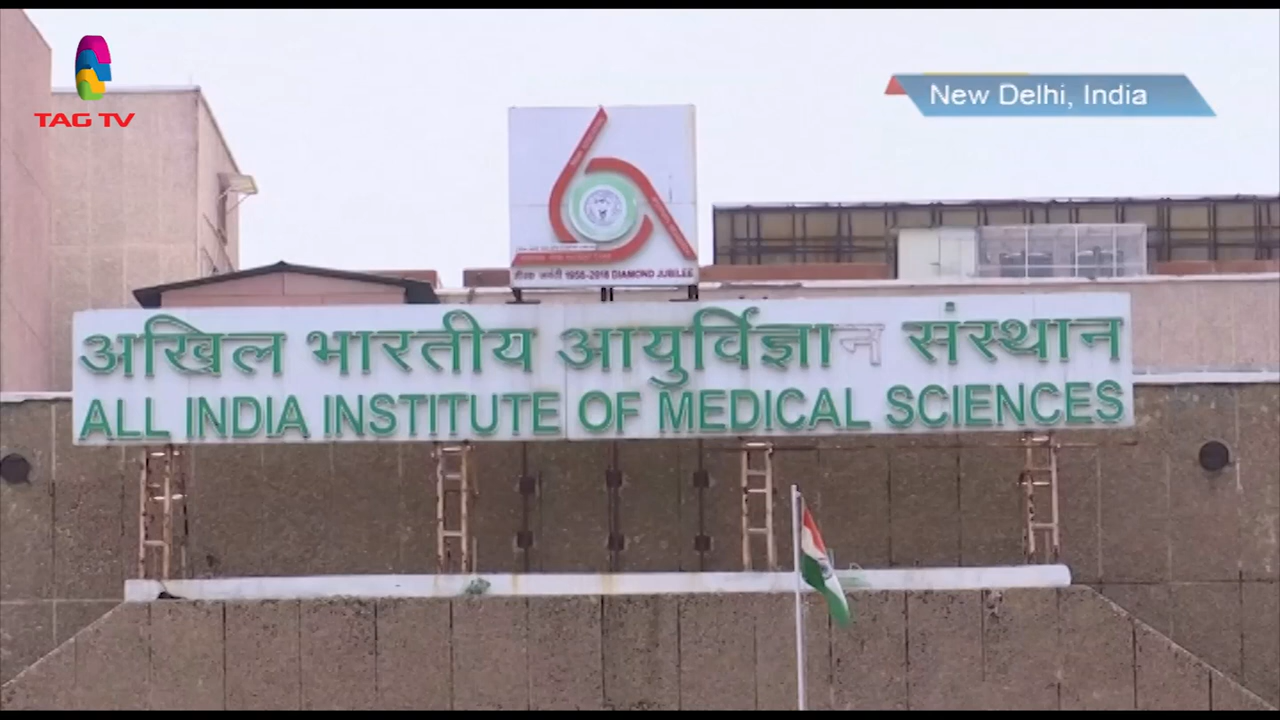 TAG TV
New Delhi, India
हीरक जयंती 1956-2016 DIAMOND JUBILEE
अखिल भारतीय आयुर्विज्ञान संस्थान
ALL INDIA INSTITUTE OF MEDICAL SCIENCES